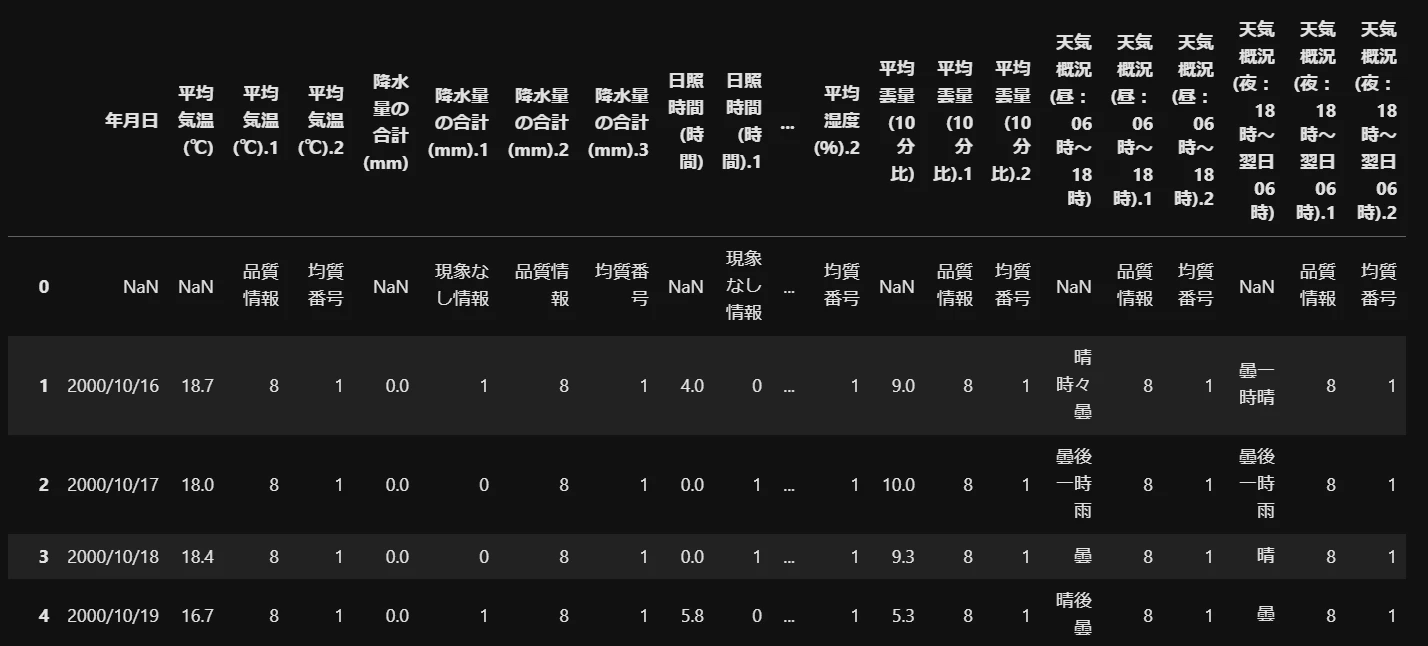 年月日 平均気温(℃) 平均気温(℃).1 平均気温(℃).2 降水量の合計(mm) 降水量の合計(mm).1 降水量の合計(mm).2 降水量の合計(mm).3 日照時間(時間) 日照時間(時間).1 ... 平均湿度(%).2 平均雲量(10分比) 平均雲量(10分比).1 平均雲量(10分比).2 天気概況(昼：06時〜18時) 天気概況(昼：06時〜18時).1 天気概況(昼：06時〜18時).2 天気概況(夜：18時〜翌日06時) 天気概況(夜：18時〜翌日06時).1 天気概況(夜：18時〜翌日06時).2
0 NaN NaN 品質情報 均質番号 NaN 現象なし情報 品質情報 均質番号 NaN 現象なし情報 ... 均質番号 NaN 品質情報 均質番号 NaN 品質情報 均質番号 NaN 品質情報 均質番号
1 2000/10/16 18.7 8 1 0.0 1 8 1 4.0 0 ... 1 9.0 8 1 晴時々曇 8 1 曇一時晴 8 1
2 2000/10/17 18.0 8 1 0.0 0 8 1 0.0 1 ... 1 10.0 8 1 曇後一時雨 8 1 曇後一時雨 8 1
3 2000/10/18 18.4 8 1 0.0 0 8 1 0.0 1 ... 1 9.3 8 1 曇 8 1 晴 8 1
4 2000/10/19 16.7 8 1 0.0 1 8 1 5.8 0 ... 1 5.3 8 1 晴後曇 8 1 曇 8 1